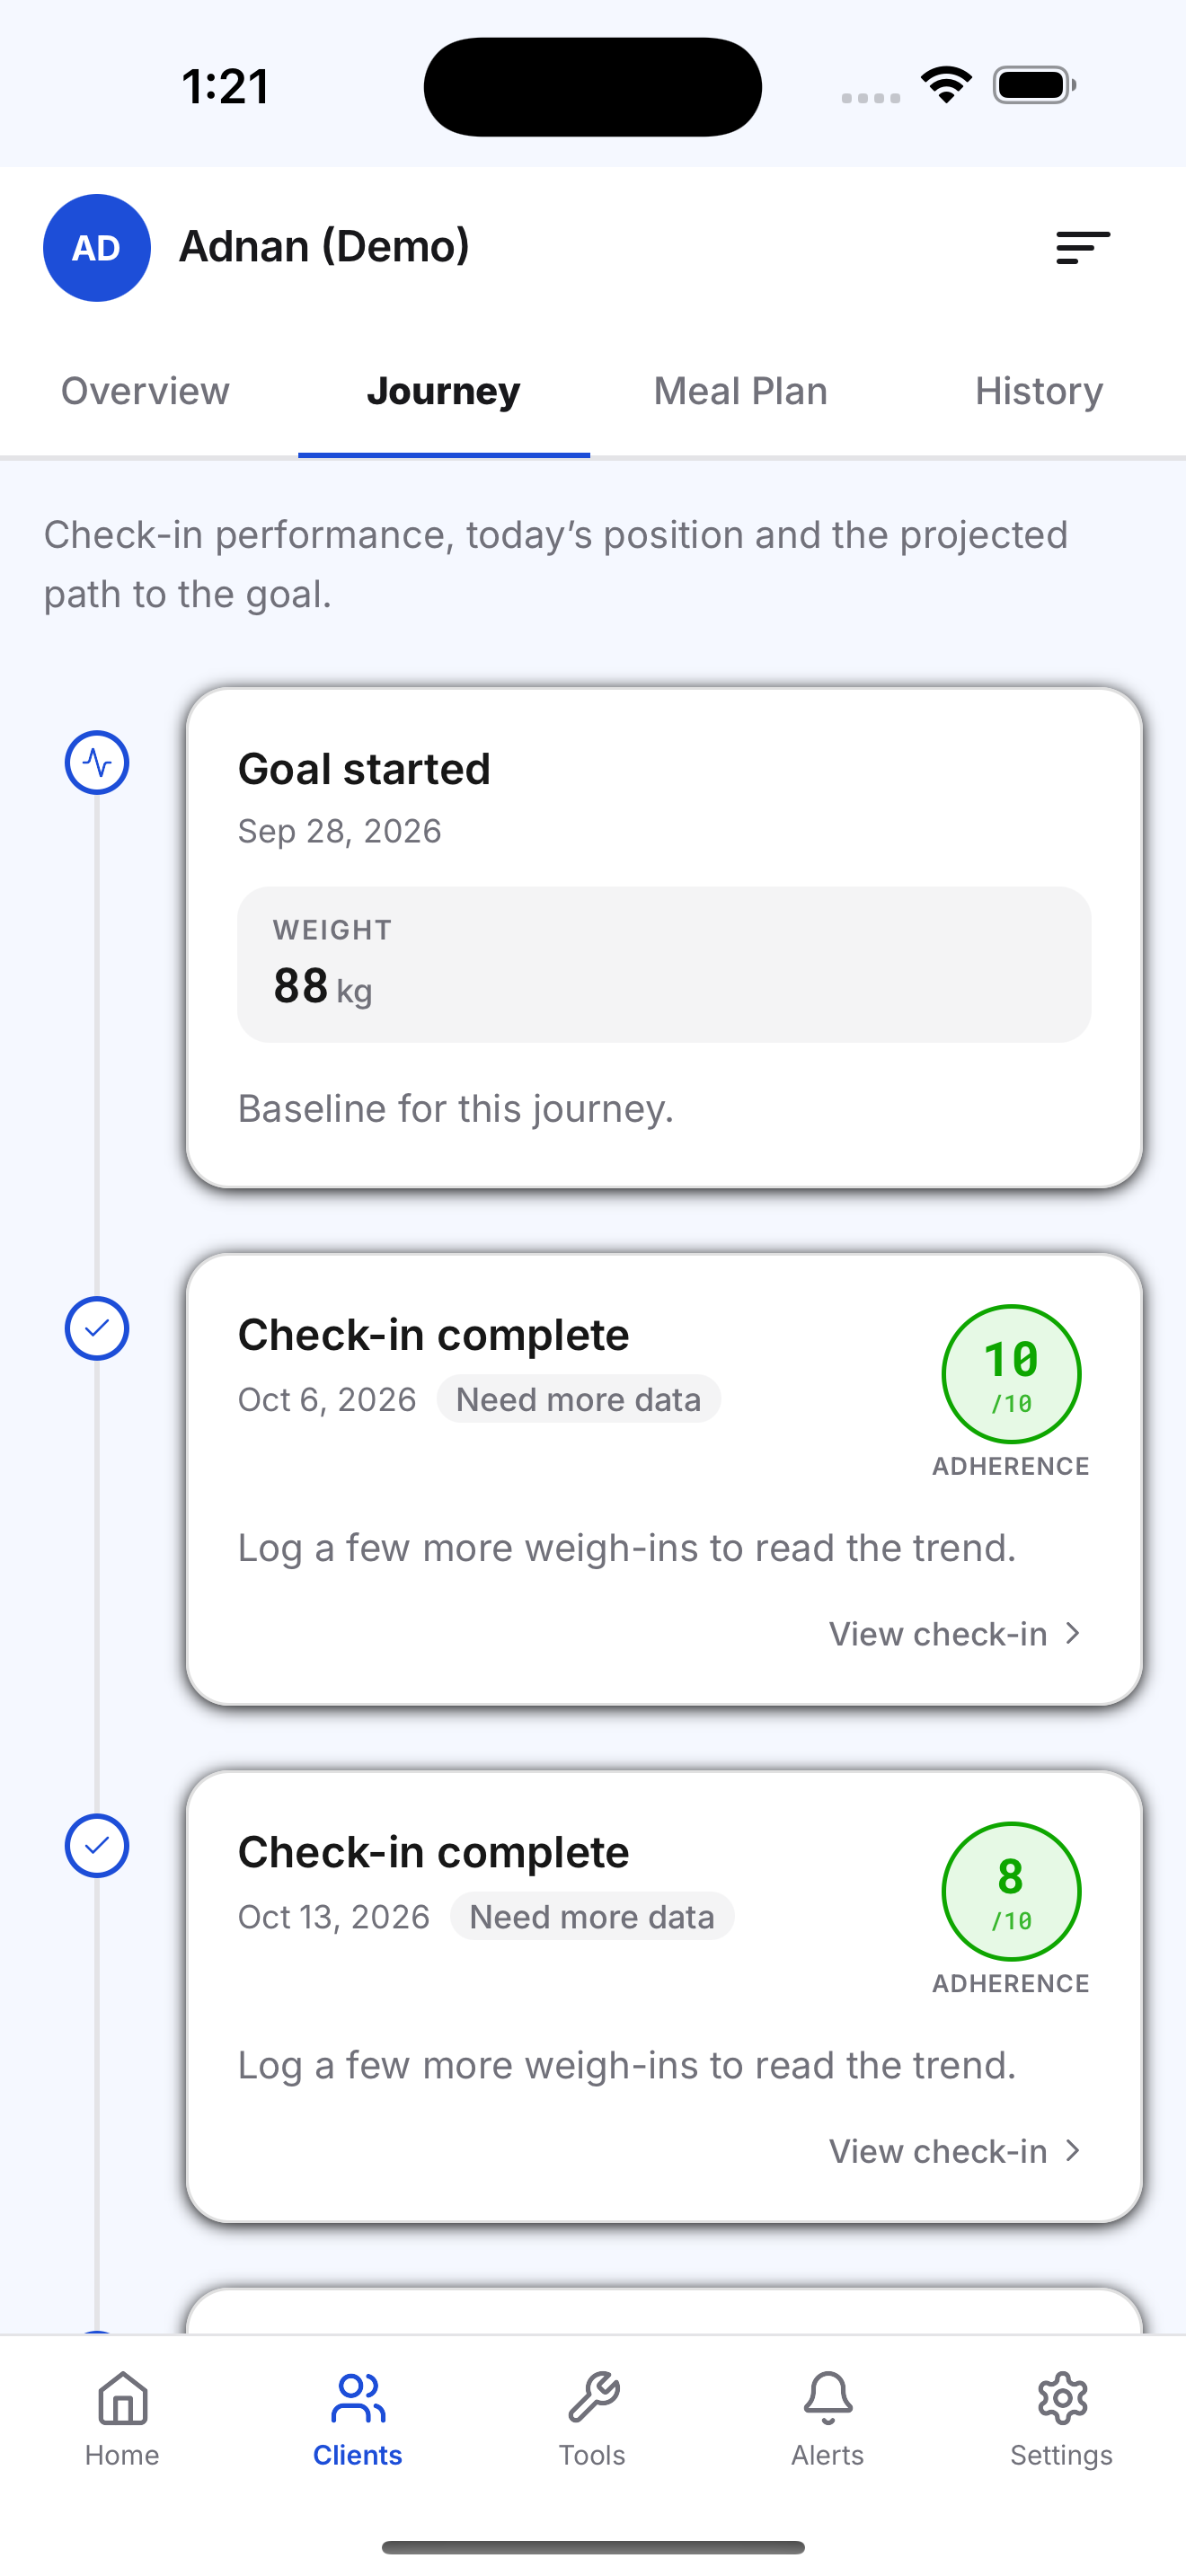 1:21
AD
Adnan (Demo)
Overview
Journey
Meal Plan
History
Check-in performance, today’s position and the projected
path to the goal.
Goal started
Sep 28, 2026
WEIGHT
88 kg
Baseline for this journey.
Check-in complete
Oct 6, 2026
Need more data
10
/10
ADHERENCE
Log a few more weigh-ins to read the trend.
View check-in
Check-in complete
Oct 13, 2026
Need more data
8
/10
ADHERENCE
Log a few more weigh-ins to read the trend.
View check-in
Home
Clients
Tools
Alerts
Settings